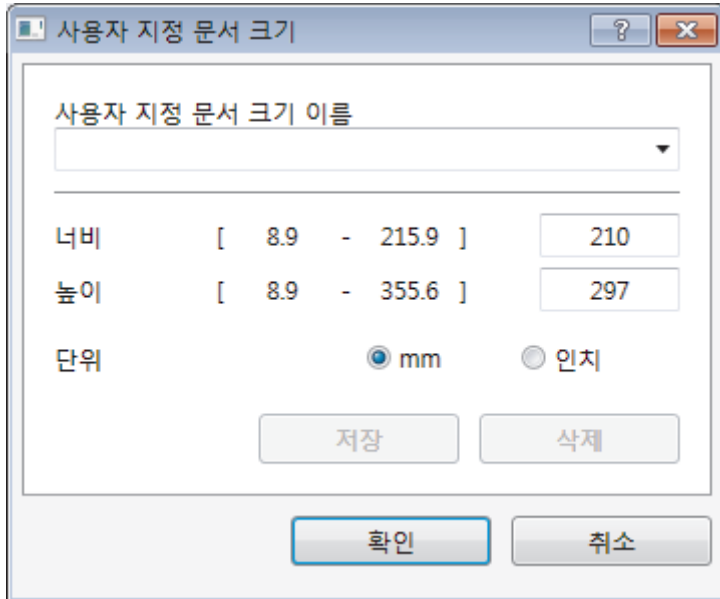 사용자 지정 문서 크기
사용자 지정 문서 크기 이름
너비 [ 8.9 - 215.9 ] 210
높이 [ 8.9 - 355.6 ] 297
단위 mm 인치
저장 삭제
확인 취소